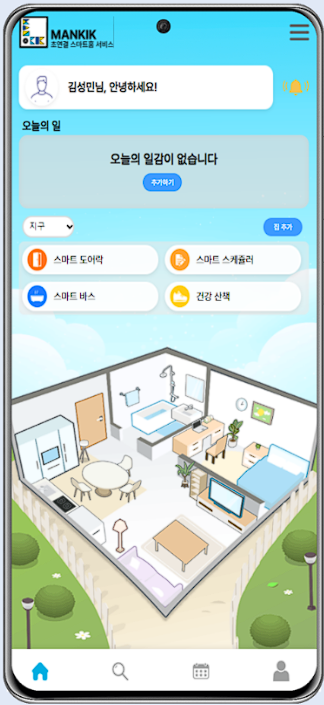 MANKIK
초연결 스마트홈 서비스
김성민님, 안녕하세요!
오늘의 일
오늘의 일감이 없습니다
추가하기
지구
집 추가
스마트 도어락
스마트 스케쥴러
스마트 바스
건강 산책